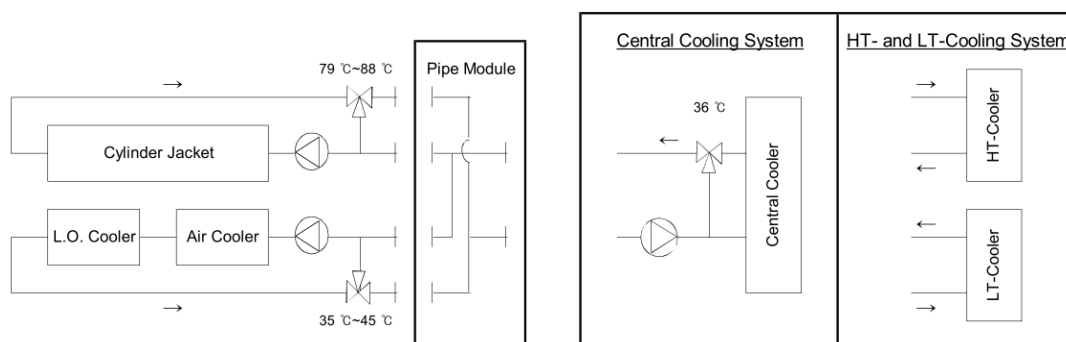 Central Cooling System
HT- and LT-Cooling System
79 ℃~88 ℃
Pipe Module
36 ℃
Cylinder Jacket
HT-Cooler
Central Cooler
L.O. Cooler
Air Cooler
LT-Cooler
35 ℃~45 ℃